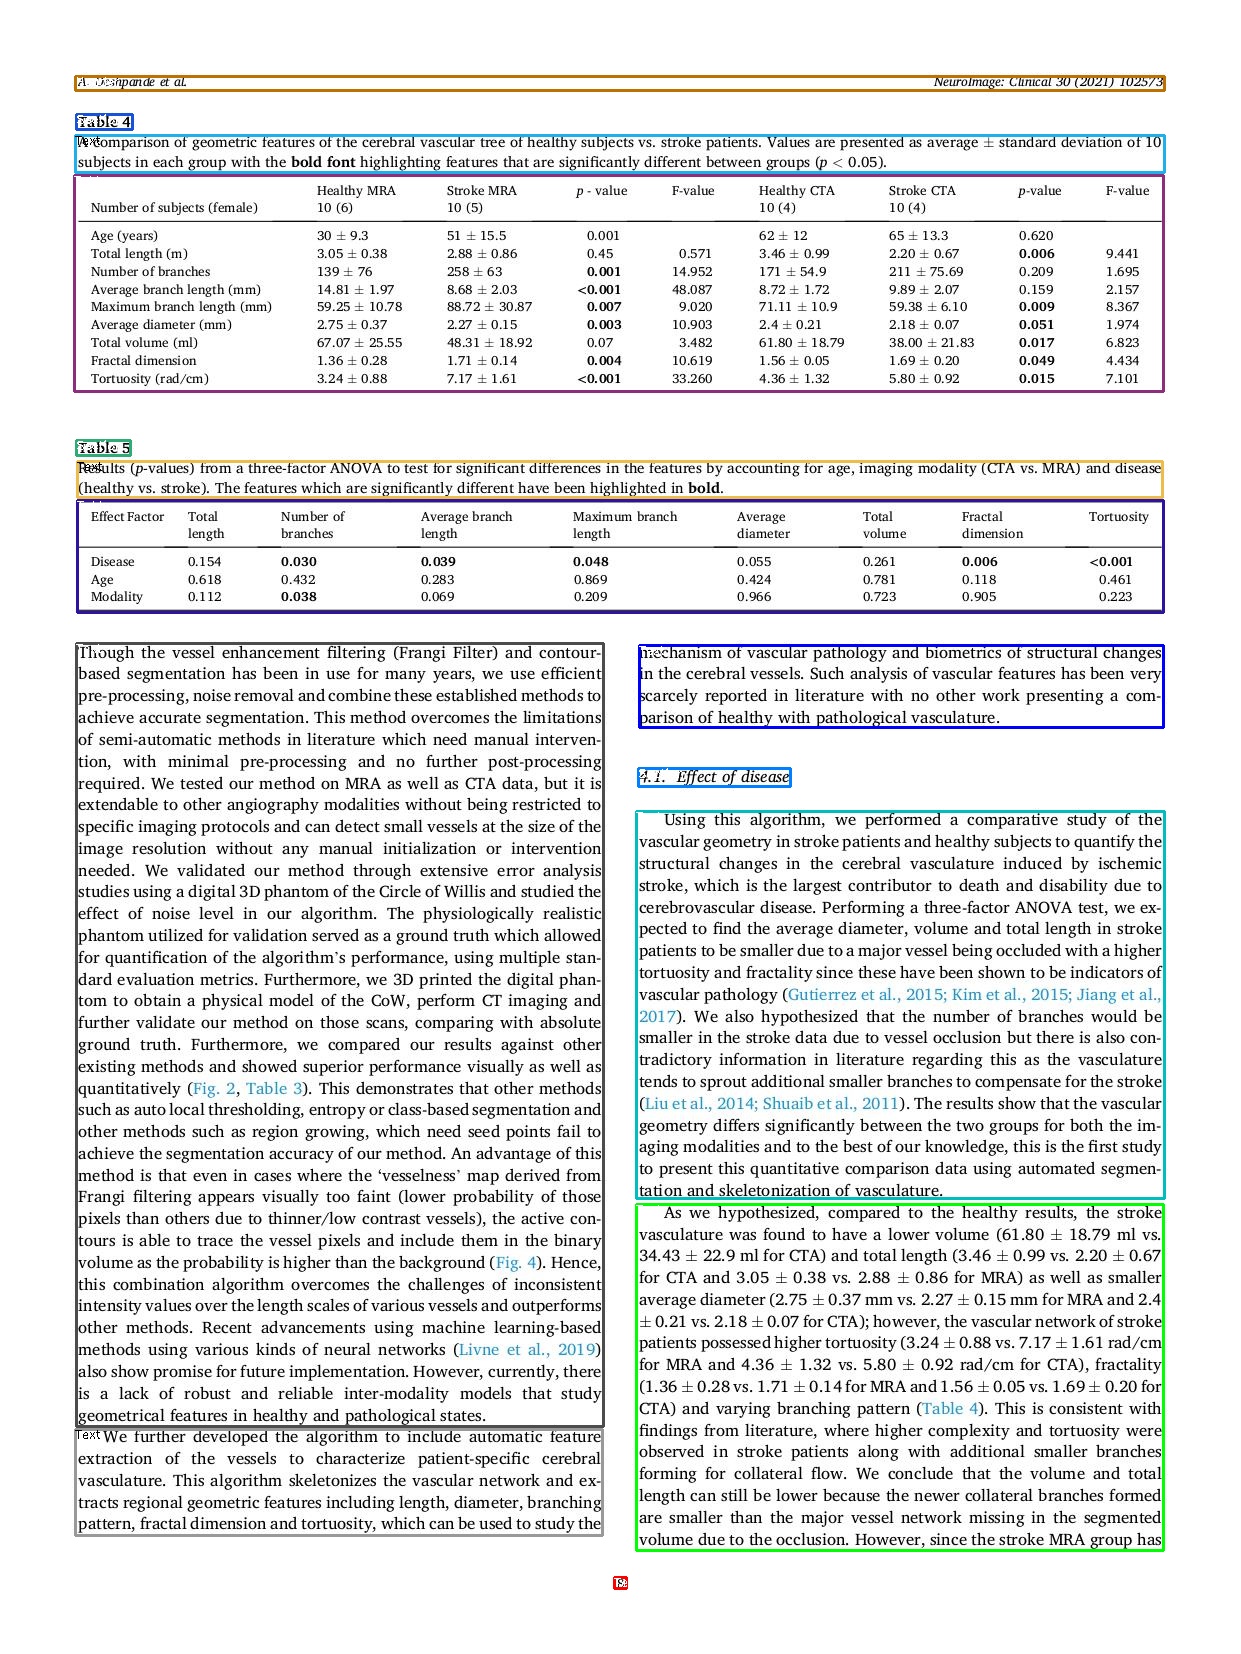 A. Deshpande et al. NeuroImage: Clinical 30 (2021) 102573
Table 4
A comparison of geometric features of the cerebral vascular tree of healthy subjects vs. stroke patients. Values are presented as average ± standard deviation of 10
subjects in each group with the bold font highlighting features that are significantly different between groups (p < 0.05).
Healthy MRA Stroke MRA p - value F-value Healthy CTA Stroke CTA p-value F-value
Number of subjects (female) 10 (6) 10 (5) 10 (4) 10 (4)
Age (years) 30 ± 9.3 51 ± 15.5 0.001 62 ± 12 65 ± 13.3 0.620
Total length (m) 3.05 ± 0.38 2.88 ± 0.86 0.45 0.571 3.46 ± 0.99 2.20 ± 0.67 0.006 9.441
Number of branches 139 ± 76 258 ± 63 0.001 14.952 171 ± 54.9 211 ± 75.69 0.209 1.695
Average branch length (mm) 14.81 ± 1.97 8.68 ± 2.03 <0.001 48.087 8.72 ± 1.72 9.89 ± 2.07 0.159 2.157
Maximum branch length (mm) 59.25 ± 10.78 88.72 ± 30.87 0.007 9.020 71.11 ± 10.9 59.38 ± 6.10 0.009 8.367
Average diameter (mm) 2.75 ± 0.37 2.27 ± 0.15 0.003 10.903 2.4 ± 0.21 2.18 ± 0.07 0.051 1.974
Total volume (ml) 67.07 ± 25.55 48.31 ± 18.92 0.07 3.482 61.80 ± 18.79 38.00 ± 21.83 0.017 6.823
Fractal dimension 1.36 ± 0.28 1.71 ± 0.14 0.004 10.619 1.56 ± 0.05 1.69 ± 0.20 0.049 4.434
Tortuosity (rad/cm) 3.24 ± 0.88 7.17 ± 1.61 <0.001 33.260 4.36 ± 1.32 5.80 ± 0.92 0.015 7.101
Table 5
Results (p-values) from a three-factor ANOVA to test for significant differences in the features by accounting for age, imaging modality (CTA vs. MRA) and disease
(healthy vs. stroke). The features which are significantly different have been highlighted in bold.
Effect Factor Total Number of Average branch Maximum branch Average Total Fractal Tortuosity
length branches length length diameter volume dimension
Disease 0.154 0.030 0.039 0.048 0.055 0.261 0.006 <0.001
Age 0.618 0.432 0.283 0.869 0.424 0.781 0.118 0.461
Modality 0.112 0.038 0.069 0.209 0.966 0.723 0.905 0.223
Though the vessel enhancement filtering (Frangi Filter) and contour-
based segmentation has been in use for many years, we use efficient
pre-processing, noise removal and combine these established methods to
achieve accurate segmentation. This method overcomes the limitations
of semi-automatic methods in literature which need manual interven-
tion, with minimal pre-processing and no further post-processing
required. We tested our method on MRA as well as CTA data, but it is
extendable to other angiography modalities without being restricted to
specific imaging protocols and can detect small vessels at the size of the
image resolution without any manual initialization or intervention
needed. We validated our method through extensive error analysis
studies using a digital 3D phantom of the Circle of Willis and studied the
effect of noise level in our algorithm. The physiologically realistic
phantom utilized for validation served as a ground truth which allowed
for quantification of the algorithm's performance, using multiple stan-
dard evaluation metrics. Furthermore, we 3D printed the digital phan-
tom to obtain a physical model of the CoW, perform CT imaging and
further validate our method on those scans, comparing with absolute
ground truth. Furthermore, we compared our results against other
existing methods and showed superior performance visually as well as
quantitatively (Fig. 2, Table 3). This demonstrates that other methods
such as auto local thresholding, entropy or class-based segmentation and
other methods such as region growing, which need seed points fail to
achieve the segmentation accuracy of our method. An advantage of this
method is that even in cases where the 'vesselness' map derived from
Frangi filtering appears visually too faint (lower probability of those
pixels than others due to thinner/low contrast vessels), the active con-
tours is able to trace the vessel pixels and include them in the binary
volume as the probability is higher than the background (Fig. 4). Hence,
this combination algorithm overcomes the challenges of inconsistent
intensity values over the length scales of various vessels and outperforms
other methods. Recent advancements using machine learning-based
methods using various kinds of neural networks (Livne et al., 2019)
also show promise for future implementation. However, currently, there
is a lack of robust and reliable inter-modality models that study
geometrical features in healthy and pathological states.
Text We further developed the algorithm to include automatic feature
extraction of the vessels to characterize patient-specific cerebral
vasculature. This algorithm skeletonizes the vascular network and ex-
tracts regional geometric features including length, diameter, branching
pattern, fractal dimension and tortuosity, which can be used to study the
mechanism of vascular pathology and biometrics of structural changes
in the cerebral vessels. Such analysis of vascular features has been very
scarcely reported in literature with no other work presenting a com-
parison of healthy with pathological vasculature.
4.1. Effect of disease
Using this algorithm, we performed a comparative study of the
vascular geometry in stroke patients and healthy subjects to quantify the
structural changes in the cerebral vasculature induced by ischemic
stroke, which is the largest contributor to death and disability due to
cerebrovascular disease. Performing a three-factor ANOVA test, we ex-
pected to find the average diameter, volume and total length in stroke
patients to be smaller due to a major vessel being occluded with a higher
tortuosity and fractality since these have been shown to be indicators of
vascular pathology (Gutierrez et al., 2015; Kim et al., 2015; Jiang et al.,
2017). We also hypothesized that the number of branches would be
smaller in the stroke data due to vessel occlusion but there is also con-
tradictory information in literature regarding this as the vasculature
tends to sprout additional smaller branches to compensate for the stroke
(Liu et al., 2014; Shuaib et al., 2011). The results show that the vascular
geometry differs significantly between the two groups for both the im-
aging modalities and to the best of our knowledge, this is the first study
to present this quantitative comparison data using automated segmen-
tation and skeletonization of vasculature.
As we hypothesized, compared to the healthy results, the stroke
vasculature was found to have a lower volume (61.80 ± 18.79 ml vs.
34.43 ± 22.9 ml for CTA) and total length (3.46 ± 0.99 vs. 2.20 ± 0.67
for CTA and 3.05 ± 0.38 vs. 2.88 ± 0.86 for MRA) as well as smaller
average diameter (2.75 ± 0.37 mm vs. 2.27 ± 0.15 mm for MRA and 2.4
± 0.21 vs. 2.18 ± 0.07 for CTA); however, the vascular network of stroke
patients possessed higher tortuosity (3.24 ± 0.88 vs. 7.17 ± 1.61 rad/cm
for MRA and 4.36 ± 1.32 vs. 5.80 ± 0.92 rad/cm for CTA), fractality
(1.36 ± 0.28 vs. 1.71 ± 0.14 for MRA and 1.56 ± 0.05 vs. 1.69 ± 0.20 for
CTA) and varying branching pattern (Table 4). This is consistent with
findings from literature, where higher complexity and tortuosity were
observed in stroke patients along with additional smaller branches
forming for collateral flow. We conclude that the volume and total
length can still be lower because the newer collateral branches formed
are smaller than the major vessel network missing in the segmented
volume due to the occlusion. However, since the stroke MRA group has